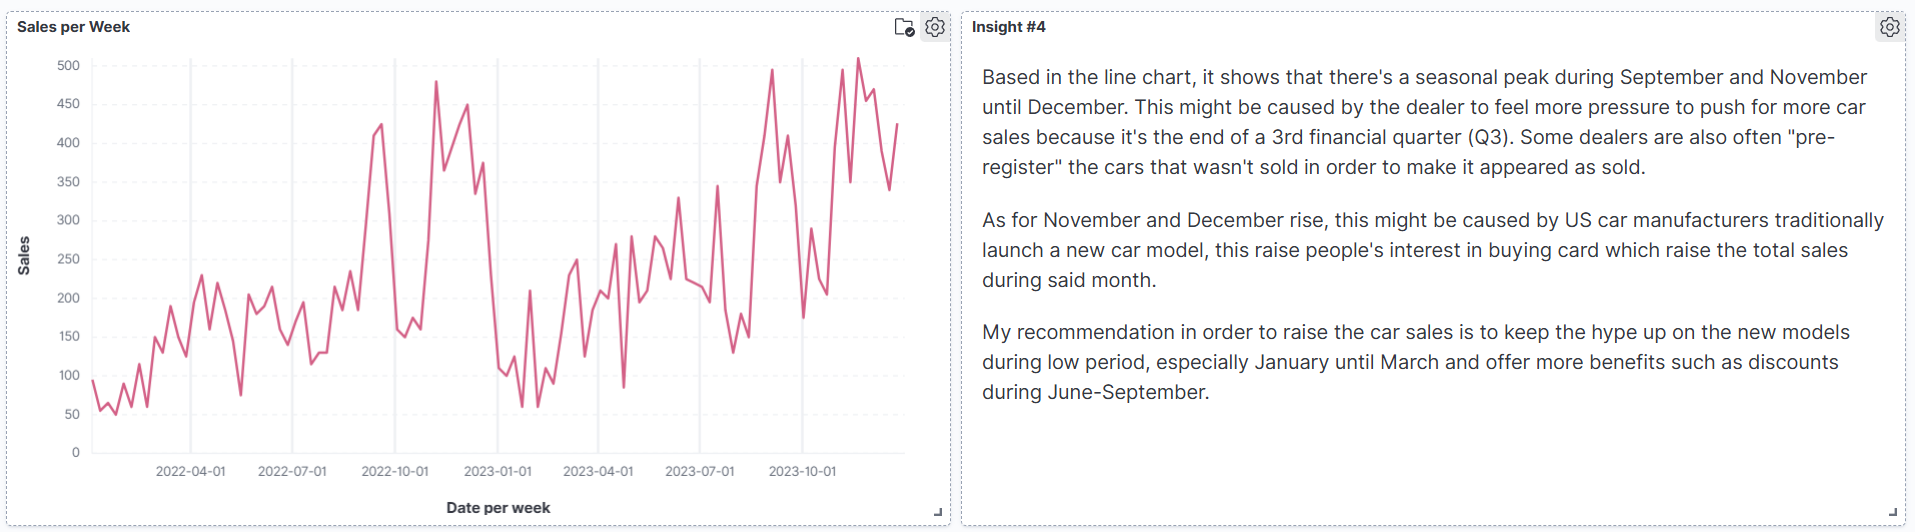 Sales per Week
500
450
400
350
300
250
200
150
100
50
0
Sales
2022-04-01
2022-07-01
2022-10-01
2023-01-01
2023-04-01
2023-07-01
2023-10-01
Date per week
Insight #4
Based in the line chart, it shows that there's a seasonal peak during September and November
until December. This might be caused by the dealer to feel more pressure to push for more car
sales because it's the end of a 3rd financial quarter (Q3). Some dealers are also often "pre-
register" the cars that wasn't sold in order to make it appeared as sold.
As for November and December rise, this might be caused by US car manufacturers traditionally
launch a new car model, this raise people's interest in buying card which raise the total sales
during said month.
My recommendation in order to raise the car sales is to keep the hype up on the new models
during low period, especially January until March and offer more benefits such as discounts
during June-September.